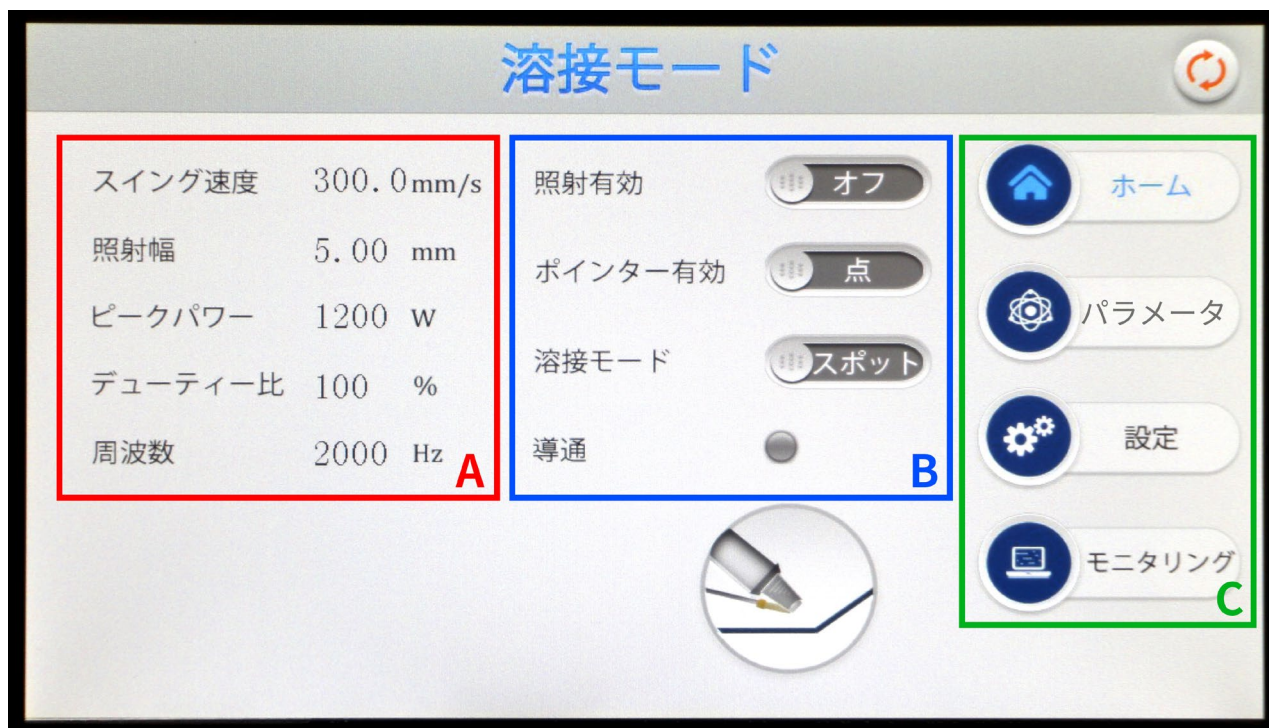 溶接モード
スイング速度 300.0mm/s
照射幅 5.00 mm
ピークパワー 1200 W
デューティー比 100 %
周波数 2000 Hz
A
照射有効 オフ
ポインター有効 点
溶接モード スポット
導通
B
ホーム
パラメータ
設定
モニタリング
C